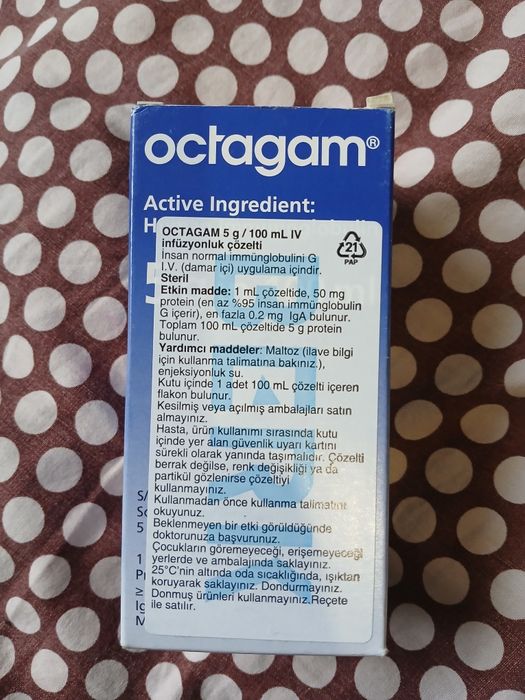 octagam®
Active Ingredient:
OCTAGAM 5 g / 100 mL IV
infüzyonluk çözelti
İnsan normal immünglobulini G
I.V. (damar içi) uygulama içindir.
Steril
Etkin madde: 1 mL çözeltide, 50 mg
protein (en az %95 insan immünglobulin
G içerir), en fazla 0.2 mg IgA bulunur.
Toplam 100 mL çözeltide 5 g protein
bulunur.
Yardımcı maddeler: Maltoz (ilave bilgi
için kullanma talimatına bakınız.),
enjeksiyonluk su.
Kutu içinde 1 adet 100 mL çözelti içeren
flakon bulunur.
Kesilmiş veya açılmış ambalajları satın
almayınız.
Hasta, ürün kullanımı sırasında kutu
içinde yer alan güvenlik uyarı kartını
sürekli olarak yanında taşımalıdır. Çözelti
berrak değilse, renk değişikliği ya da
partikül gözlenirse çözeltiyi
kullanmayınız.
Kullanmadan önce kullanma talimatını
okuyunuz.
Beklenmeyen bir etki görüldüğünde
doktorunuza başvurunuz.
Çocukların göremeyeceği, erişemeyeceği
yerlerde ve ambalajında saklayınız.
25°C'nin altında oda sıcaklığında, ışıktan
koruyarak saklayınız. Dondurmayınız.
Donmuş ürünleri kullanmayınız.Reçete
ile satılır.
21
PAP